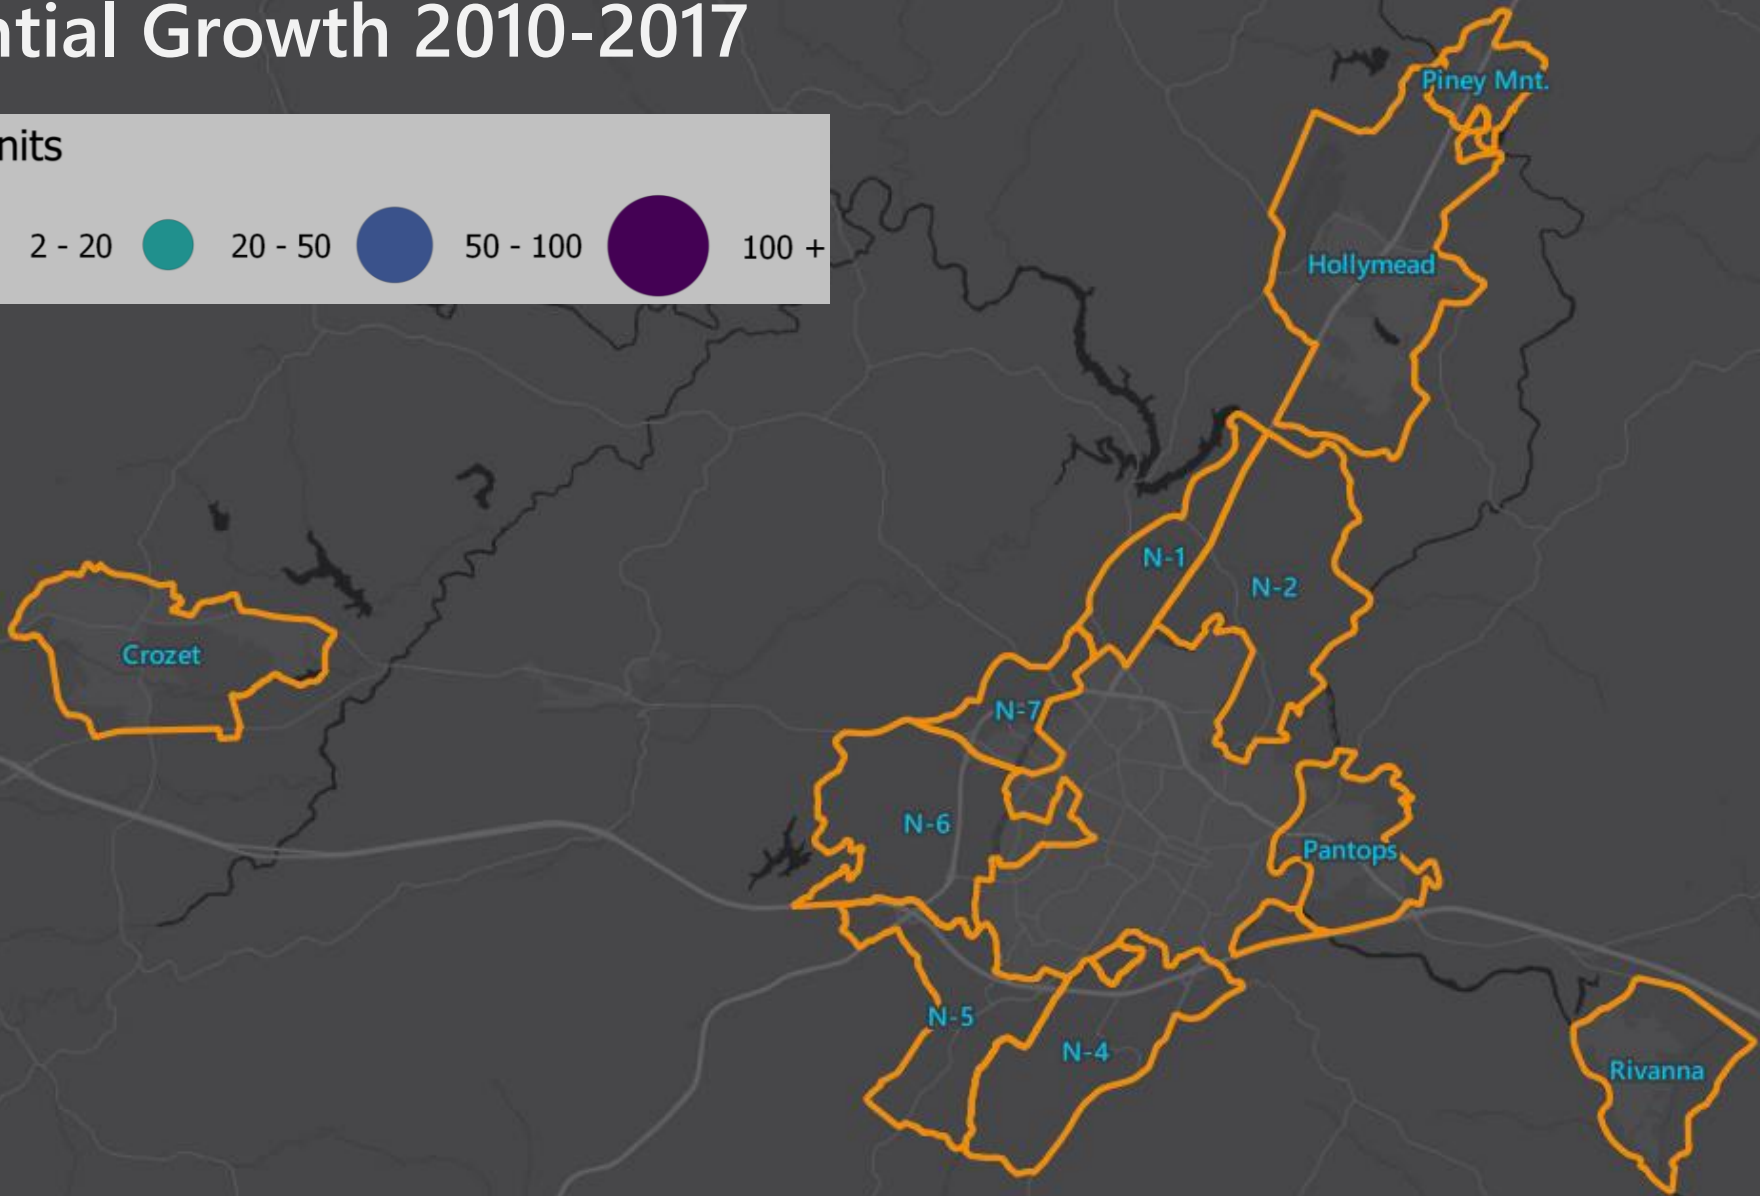 ntial Growth 2010-2017
nits
2 - 20 20 - 50 50 - 100 100 +
Piney Mnt.
Hollymead
N-1
N-2
Crozet
N-7
N-6
Pantops
N-5
N-4
Rivanna